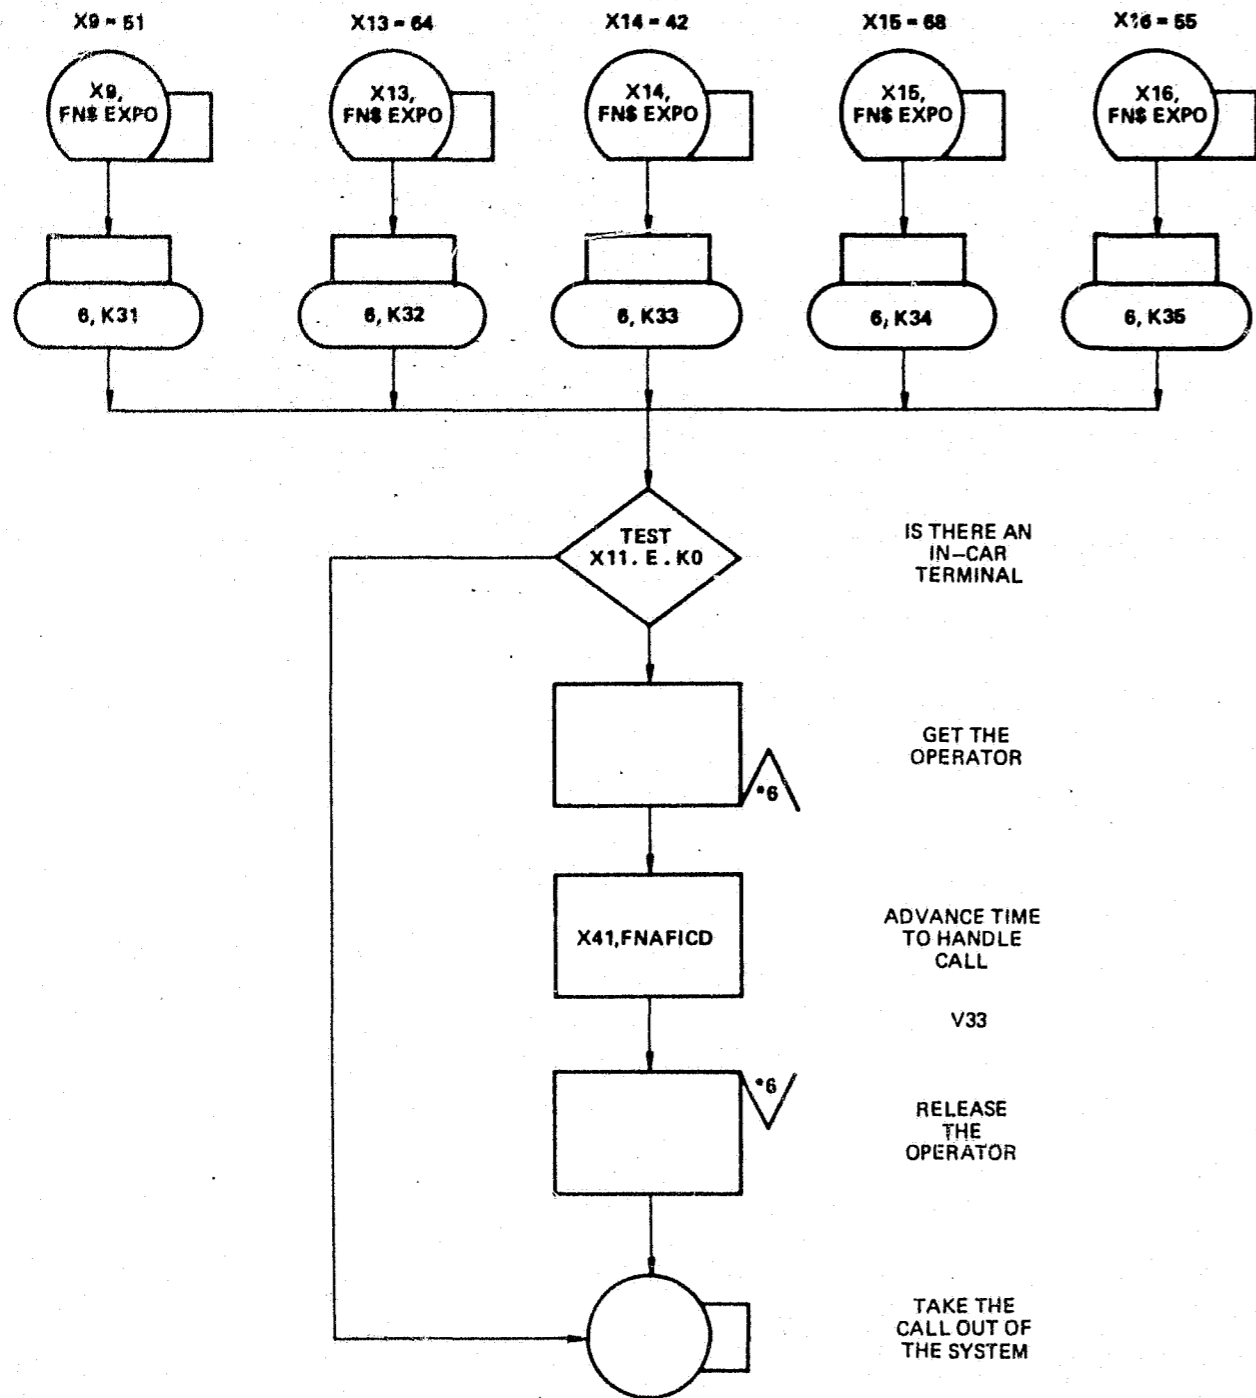 X9 = 51
X13 = 64
X14 = 42
X15 = 68
X16 = 55
X9,
FN$ EXPO
X13,
FN$ EXPO
X14,
FN$ EXPO
X15,
FN$ EXPO
X16,
FN$ EXPO
6, K31
6, K32
6, K33
6, K34
6, K35
TEST
X11. E. K0
IS THERE AN
IN-CAR
TERMINAL
GET THE
OPERATOR
*6
X41,FNAFICD
ADVANCE TIME
TO HANDLE
CALL
V33
*6
RELEASE
THE
OPERATOR
TAKE THE
CALL OUT OF
THE SYSTEM